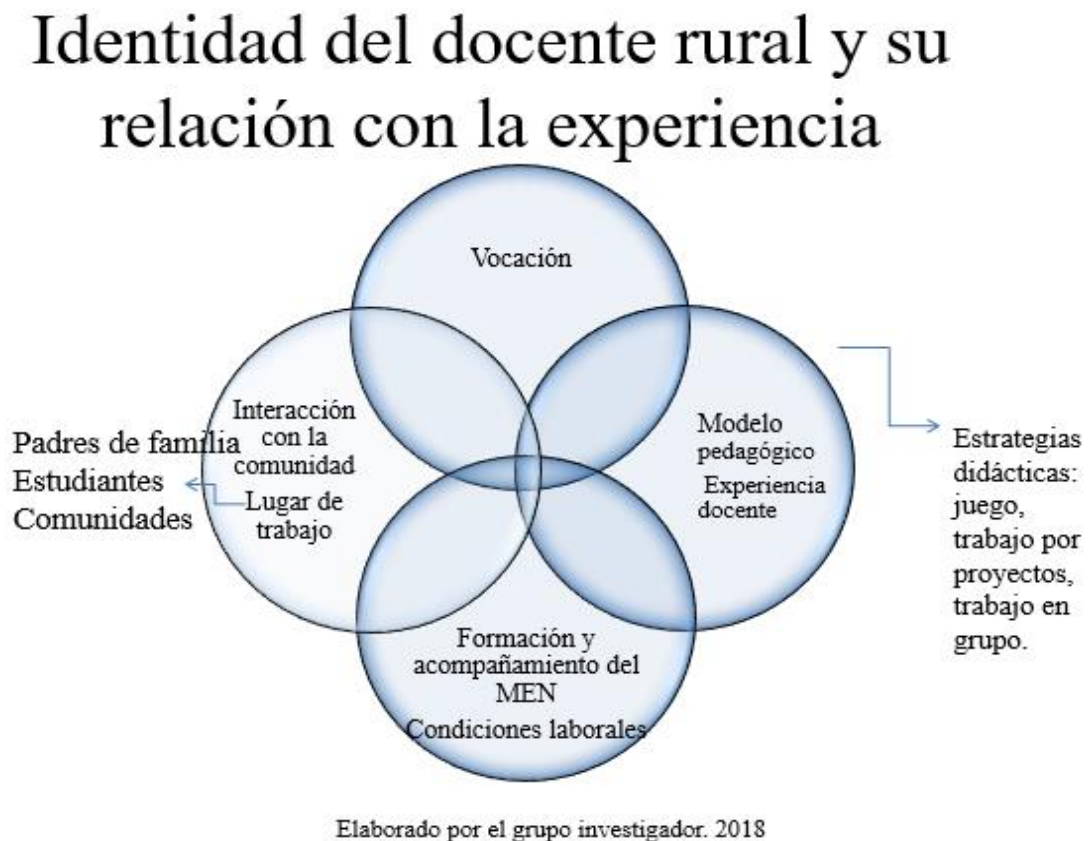 Identidad del docente rural y su
relación con la experiencia
Vocación
Interacción
con la
comunidad
Lugar de
trabajo
Padres de família
Estudiantes
Comunidades
Modelo
pedagógico
Experiencia
docente
Estrategias
didácticas:
juego,
trabajo por
proyectos,
trabajo en
grupo.
Formación y
acompañamiento del
MEN
Condiciones laborales
Elaborado por el grupo investigador. 2018